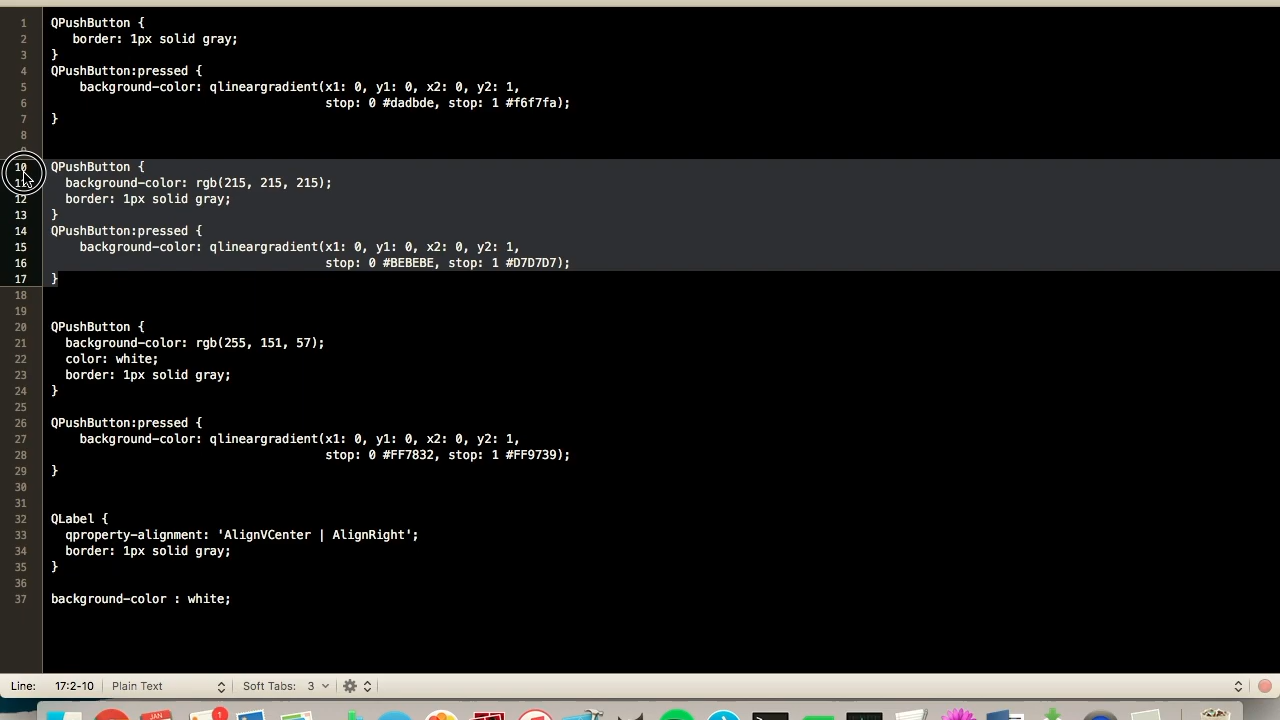 1 QPushButton {
2 border: 1px solid gray;
3 }
4 QPushButton:pressed {
5 background-color: qlineargradient(x1: 0, y1: 0, x2: 0, y2: 1,
6 stop: 0 #dadbde, stop: 1 #f6f7fa);
7 }
8
9
10 QPushButton {
11 background-color: rgb(215, 215, 215);
12 border: 1px solid gray;
13 }
14 QPushButton:pressed {
15 background-color: qlineargradient(x1: 0, y1: 0, x2: 0, y2: 1,
16 stop: 0 #BEBEBE, stop: 1 #D7D7D7);
17 }
18
19
20 QPushButton {
21 background-color: rgb(255, 151, 57);
22 color: white;
23 border: 1px solid gray;
24 }
25
26 QPushButton:pressed {
27 background-color: qlineargradient(x1: 0, y1: 0, x2: 0, y2: 1,
28 stop: 0 #FF7832, stop: 1 #FF9739);
29 }
30
31
32 QLabel {
33 qproperty-alignment: 'AlignVCenter | AlignRight';
34 border: 1px solid gray;
35 }
36
37 background-color : white;
Line: 17:2-10 Plain Text Soft Tabs: 3
JAN 1